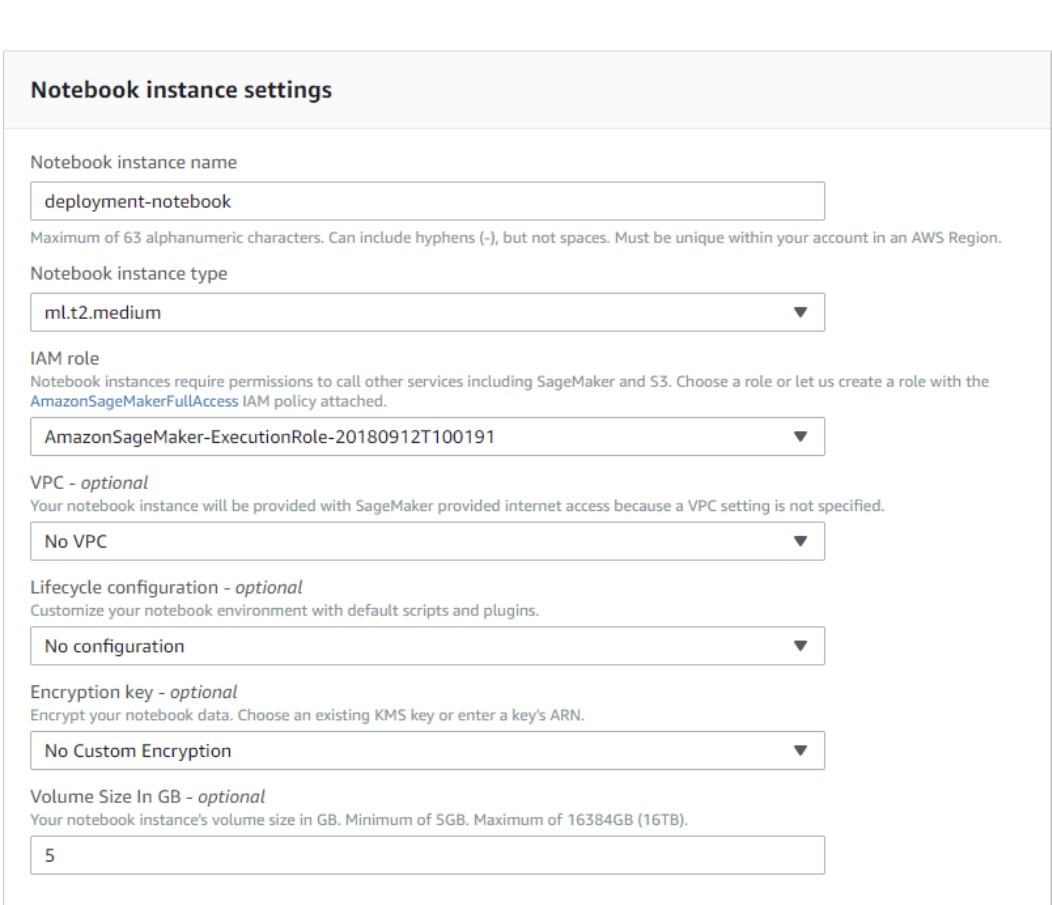 Notebook instance settings
Notebook instance name
deployment-notebook
Maximum of 63 alphanumeric characters. Can include hyphens (-), but not spaces. Must be unique within your account in an AWS Region.
Notebook instance type
ml.t2.medium
IAM role
Notebook instances require permissions to call other services including SageMaker and S3. Choose a role or let us create a role with the
AmazonSageMakerFullAccess IAM policy attached.
AmazonSageMaker-ExecutionRole-20180912T100191
VPC - optional
Your notebook instance will be provided with SageMaker provided internet access because a VPC setting is not specified.
No VPC
Lifecycle configuration - optional
Customize your notebook environment with default scripts and plugins.
No configuration
Encryption key - optional
Encrypt your notebook data. Choose an existing KMS key or enter a key's ARN.
No Custom Encryption
Volume Size In GB - optional
Your notebook instance's volume size in GB. Minimum of 5GB. Maximum of 16384GB (16TB).
5